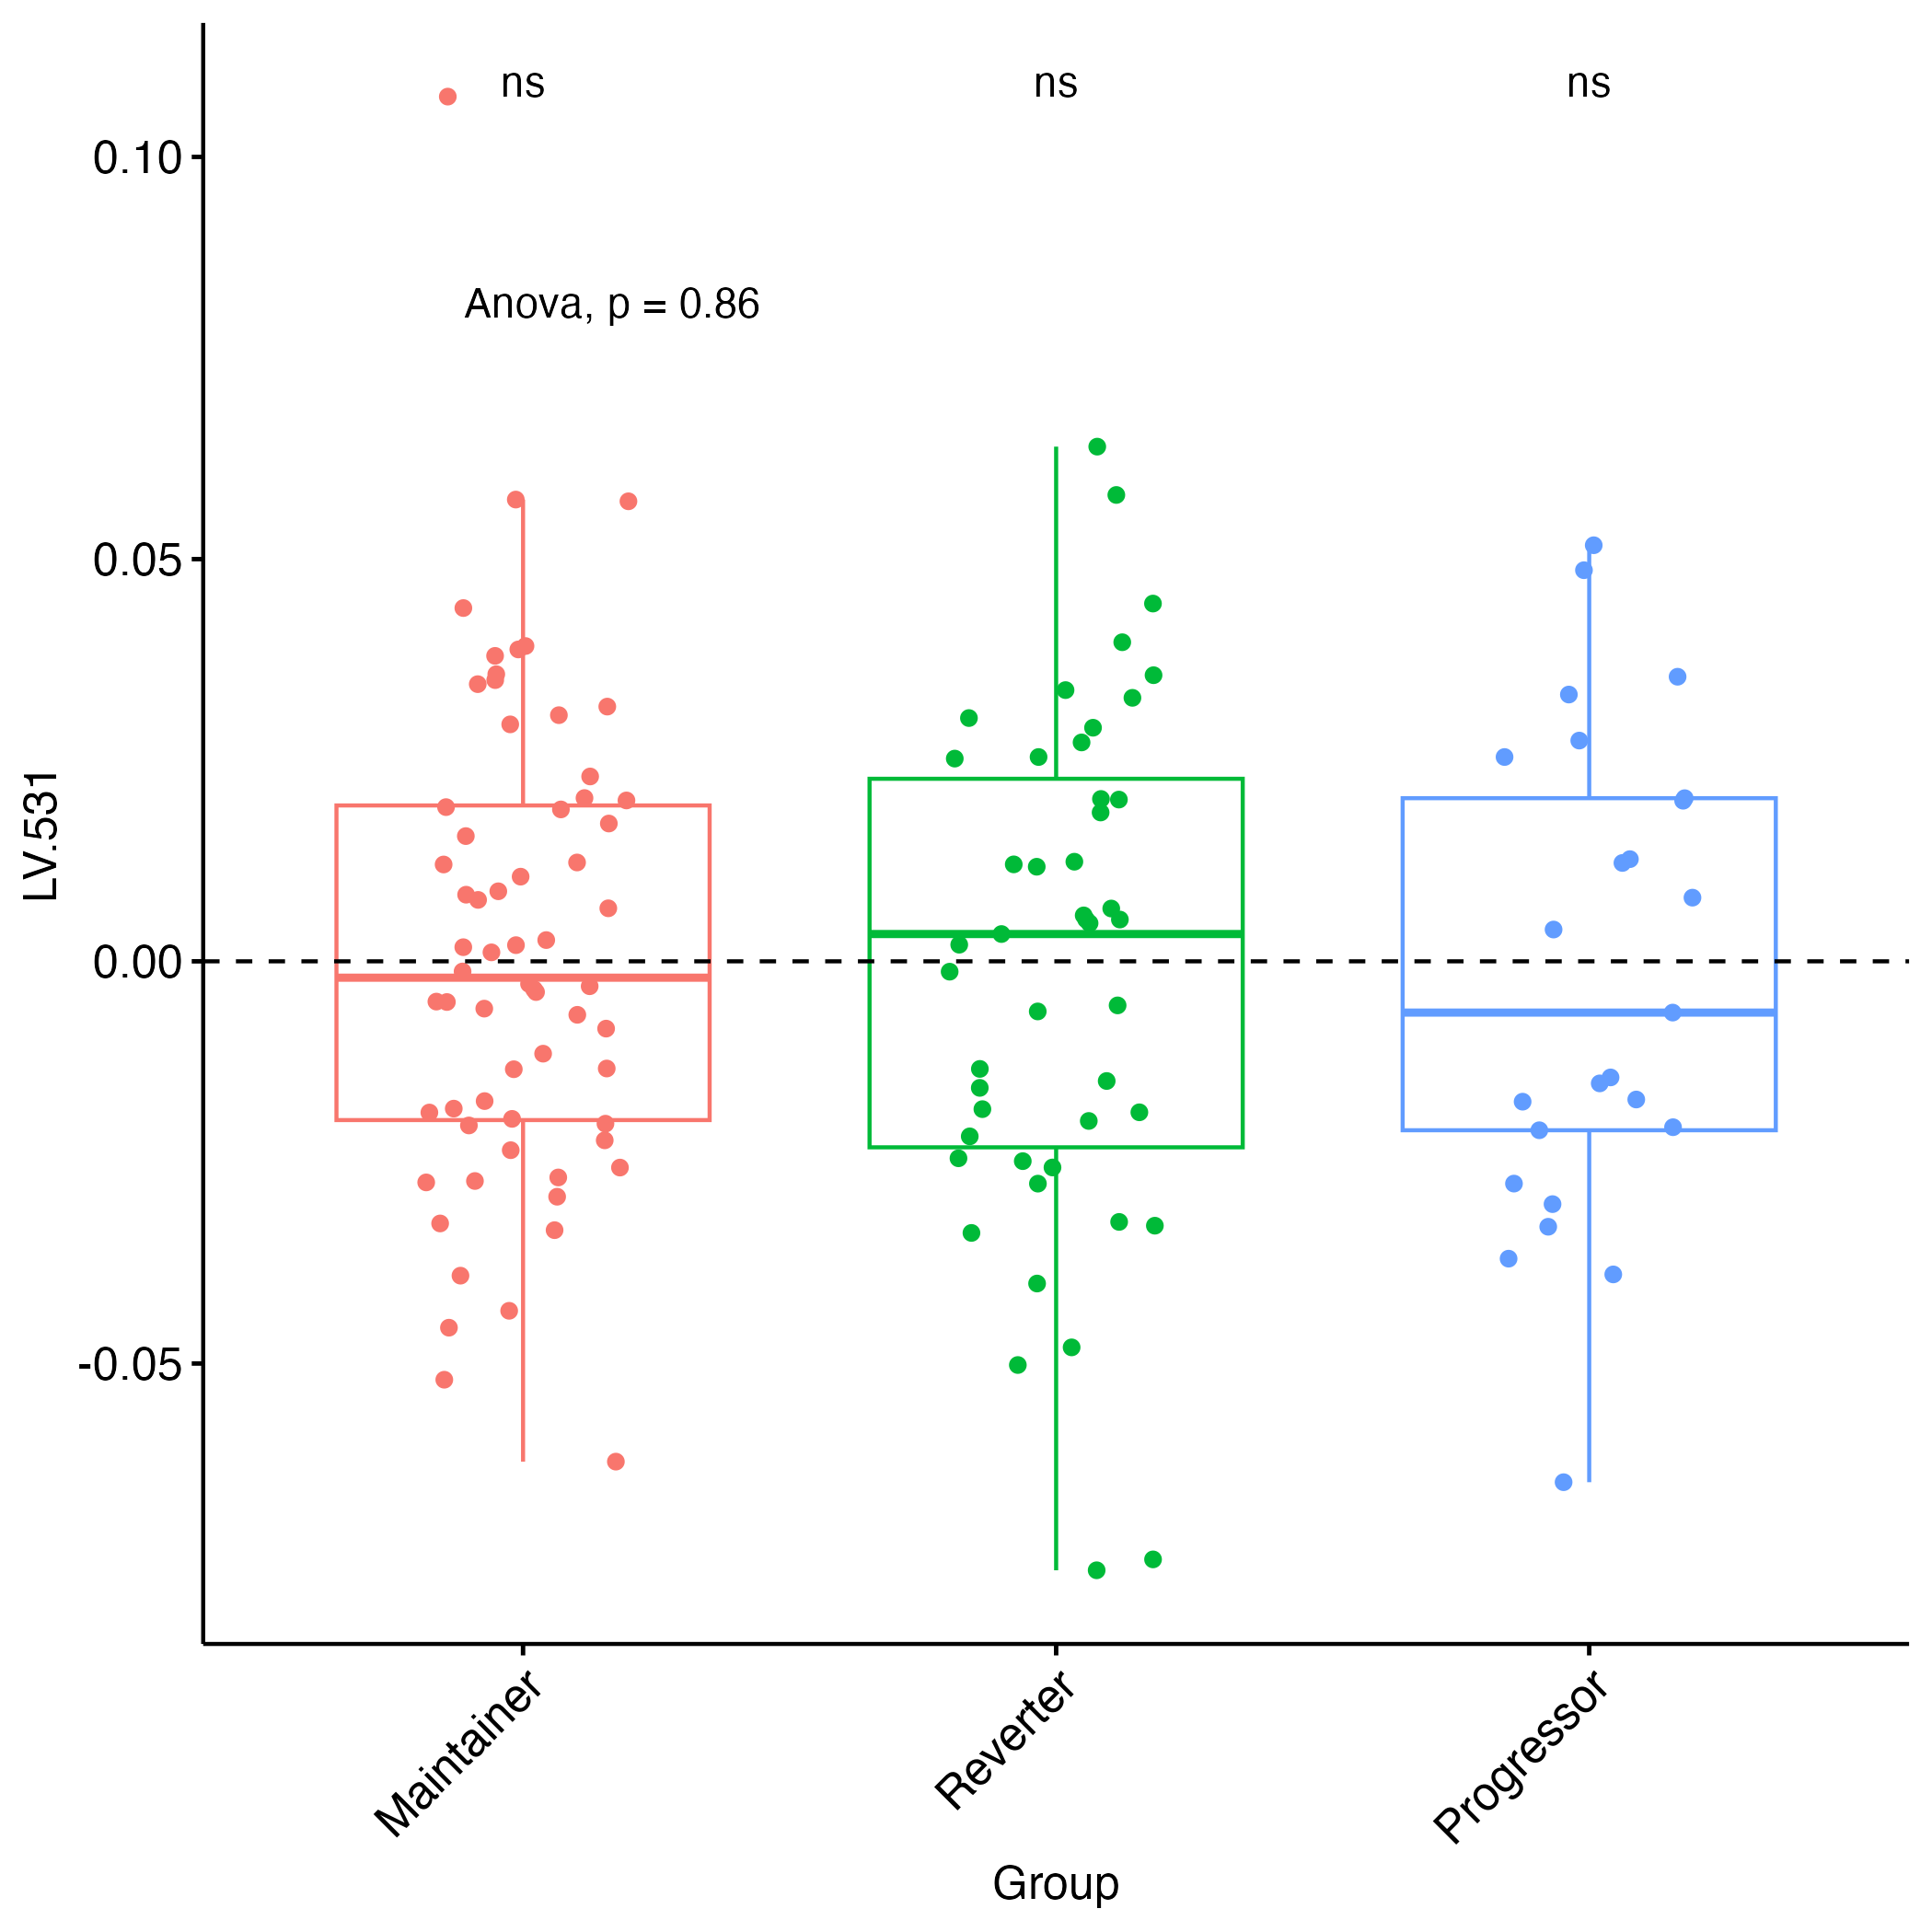 ns ns ns
0.10
Anova, p = 0.86
0.05
LV.531
0.00
-0.05
Maintainer
Reverter
Progressor
Group